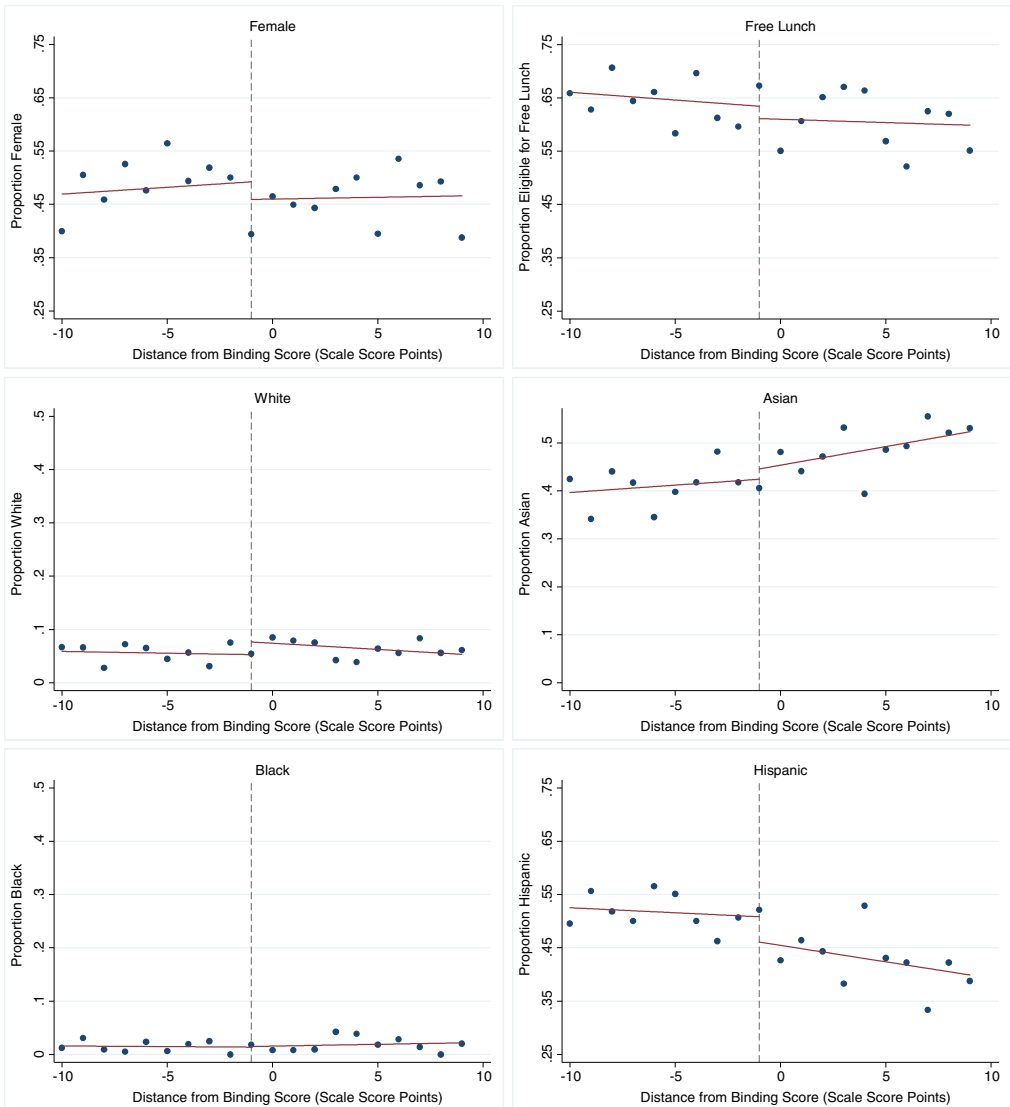 Female
Proportion Female
.75
.65
.55
.45
.35
.25
-10 -5 0 5 10
Distance from Binding Score (Scale Score Points)
Free Lunch
Proportion Eligible for Free Lunch
.75
.65
.55
.45
.35
.25
-10 -5 0 5 10
Distance from Binding Score (Scale Score Points)
White
Proportion White
.5
.4
.3
.2
.1
0
-10 -5 0 5 10
Distance from Binding Score (Scale Score Points)
Asian
Proportion Asian
.5
.4
.3
.2
.1
0
-10 -5 0 5 10
Distance from Binding Score (Scale Score Points)
Black
Proportion Black
.5
.4
.3
.2
.1
0
-10 -5 0 5 10
Distance from Binding Score (Scale Score Points)
Hispanic
Proportion Hispanic
.75
.65
.55
.45
.35
.25
-10 -5 0 5 10
Distance from Binding Score (Scale Score Points)